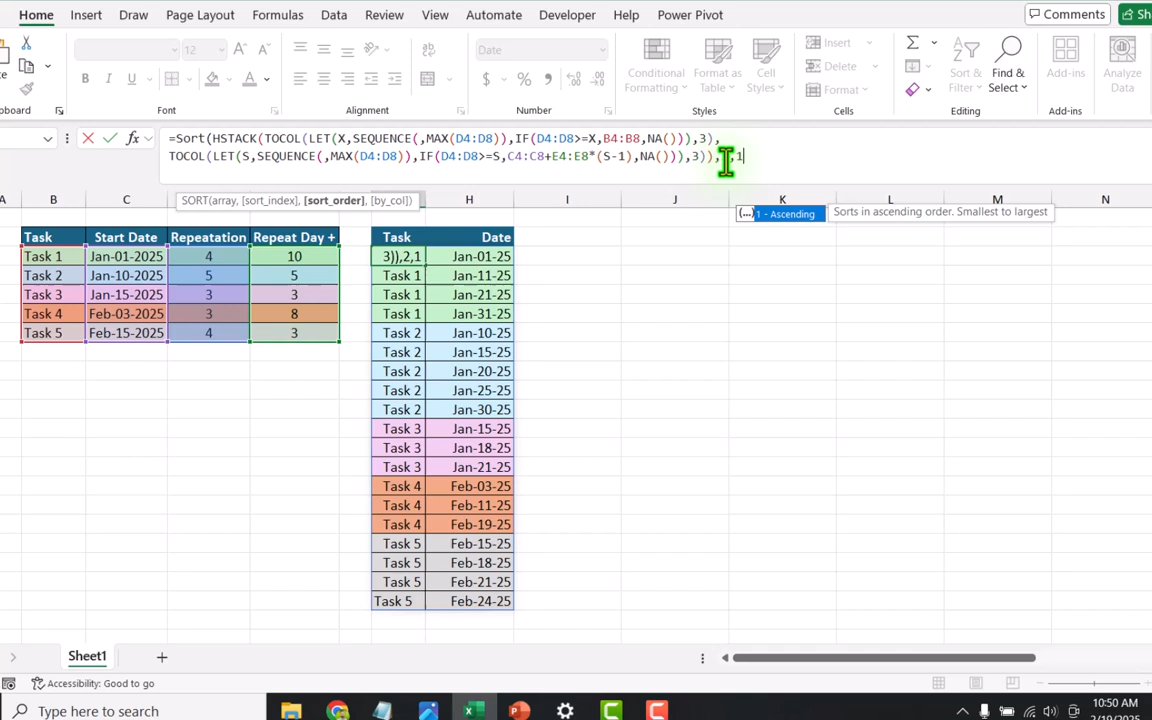 Home Insert Draw Page Layout Formulas Data Review View Automate Developer Help Power Pivot Comments Sh
12 A A ab Date Insert Σ
B I U A $ % 9 Delete
Conditional Formatting Format as Table Cell Styles Format Sort & Filter Find & Select Add-ins Analyze Data
lipboard Font Alignment Number Styles Cells Editing Add-ins
fx =Sort(HSTACK(TOCOL(LET(X,SEQUENCE(,MAX(D4:D8)),IF(D4:D8>=X,B4:B8,NA())),3),
TOCOL(LET(S,SEQUENCE(,MAX(D4:D8)),IF(D4:D8>=S,C4:C8+E4:E8*(S-1),NA())),3)), ,1
SORT(array, [sort_index], [sort_order], [by_col])
A B C H I J K L M N
(...) 1 - Ascending Sorts in ascending order. Smallest to largest
Task Start Date Repeatation Repeat Day + Task Date
Task 1 Jan-01-2025 4 10 3)),2,1 Jan-01-25
Task 2 Jan-10-2025 5 5 Task 1 Jan-11-25
Task 3 Jan-15-2025 3 3 Task 1 Jan-21-25
Task 4 Feb-03-2025 3 8 Task 1 Jan-31-25
Task 5 Feb-15-2025 4 3 Task 2 Jan-10-25
Task 2 Jan-15-25
Task 2 Jan-20-25
Task 2 Jan-25-25
Task 2 Jan-30-25
Task 3 Jan-15-25
Task 3 Jan-18-25
Task 3 Jan-21-25
Task 4 Feb-03-25
Task 4 Feb-11-25
Task 4 Feb-19-25
Task 5 Feb-15-25
Task 5 Feb-18-25
Task 5 Feb-21-25
Task 5 Feb-24-25
Sheet1
Accessibility: Good to go
Type here to search 10:50 AM